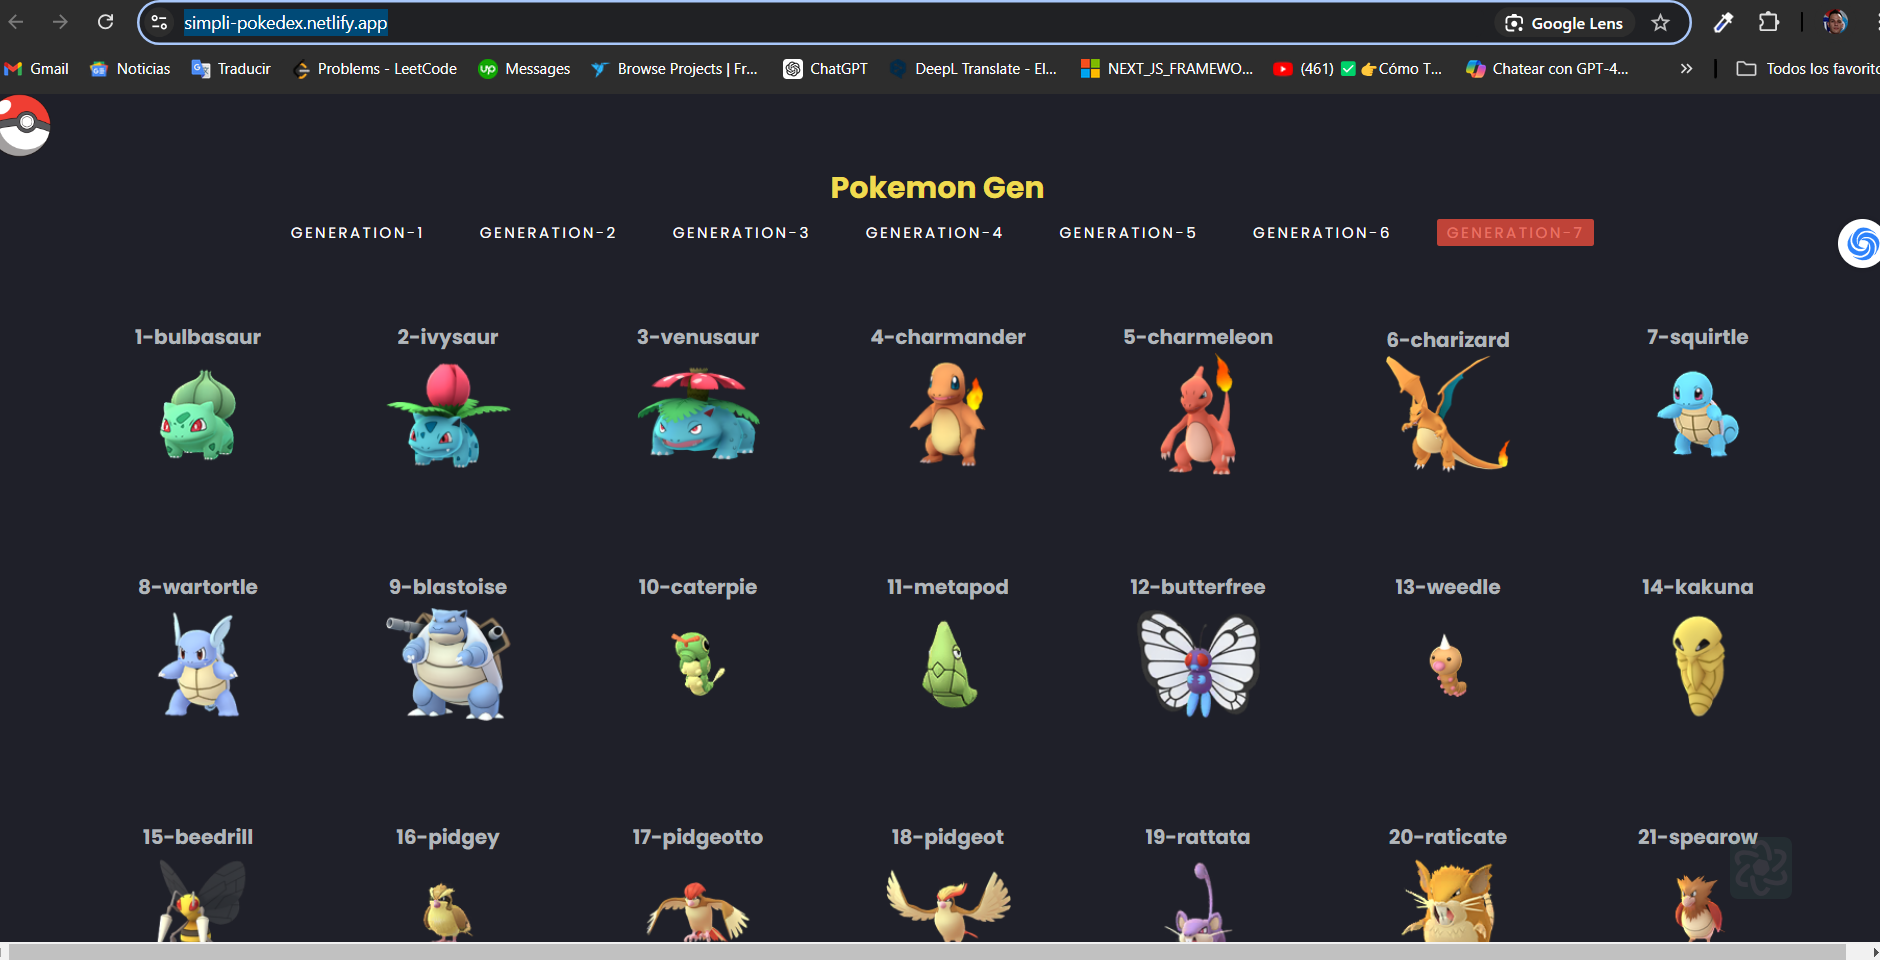 simpli-pokedex.netlify.app
Google Lens
Gmail
Noticias
Traducir
Problems - LeetCode
up Messages
Browse Projects | Fr...
ChatGPT
DeepL Translate - El...
NEXT_JS_FRAMEWO...
(461) ✅👉Cómo T...
Chatear con GPT-4...
»
Todos los favorito
Pokemon Gen
GENERATION-1 GENERATION-2 GENERATION-3 GENERATION-4 GENERATION-5 GENERATION-6 GENERATION-7
1-bulbasaur 2-ivysaur 3-venusaur 4-charmander 5-charmeleon 6-charizard 7-squirtle
8-wartortle 9-blastoise 10-caterpie 11-metapod 12-butterfree 13-weedle 14-kakuna
15-beedrill 16-pidgey 17-pidgeotto 18-pidgeot 19-rattata 20-raticate 21-spearow